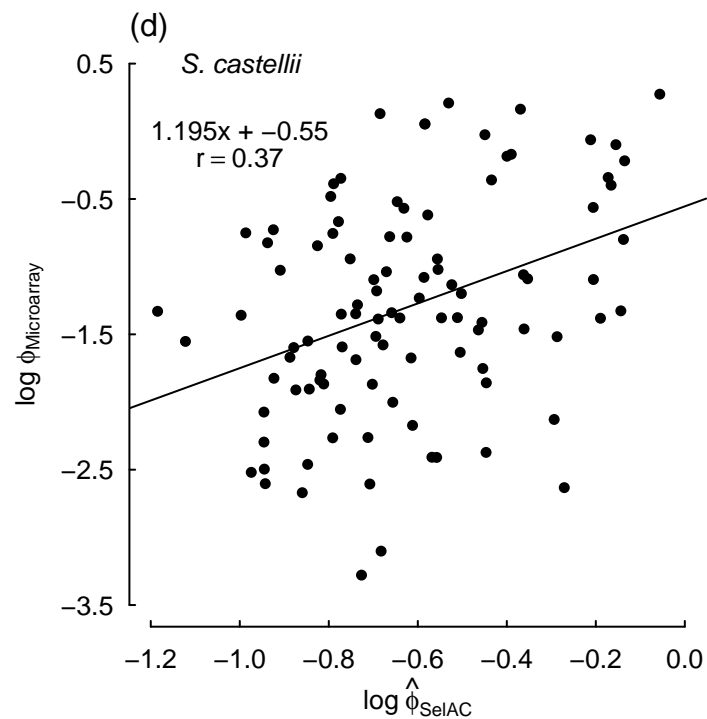 (d)
S. castellii
1.195x + −0.55
r = 0.37
0.5
−0.5
−1.5
−2.5
−3.5
log ϕMicroarray
−1.2 −1.0 −0.8 −0.6 −0.4 −0.2 0.0
log ϕ̂SelAC